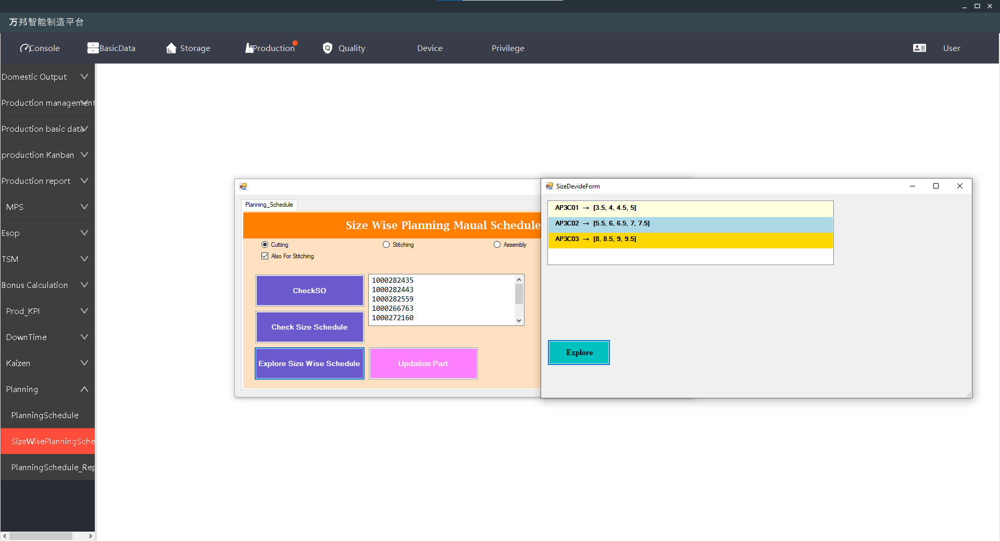 万邦智能制造平台
Console
BasicData
Storage
Production
Quality
Device
Privilege
User
Domestic Output
Production management
Production basic data
production Kanban
Production report
MPS
Esop
TSM
Bonus Calculation
Prod_KPI
DownTime
Kaizen
Planning
PlanningSchedule
SizeWisePlanningSche
PlanningSchedule_Rep
Planning_Schedule
Size Wise Planning Maual Schedule
Cutting
Stitching
Assembly
Also For Stitching
CheckSO
Check Size Schedule
Explore Size Wise Schedule
Updation Part
1000282435
1000282443
1000282559
1000266763
1000272160
SizeDevideForm
AP3C01 → [3.5, 4, 4.5, 5]
AP3C02 → [5.5, 6, 6.5, 7, 7.5]
AP3C03 → [8, 8.5, 9, 9.5]
Explore